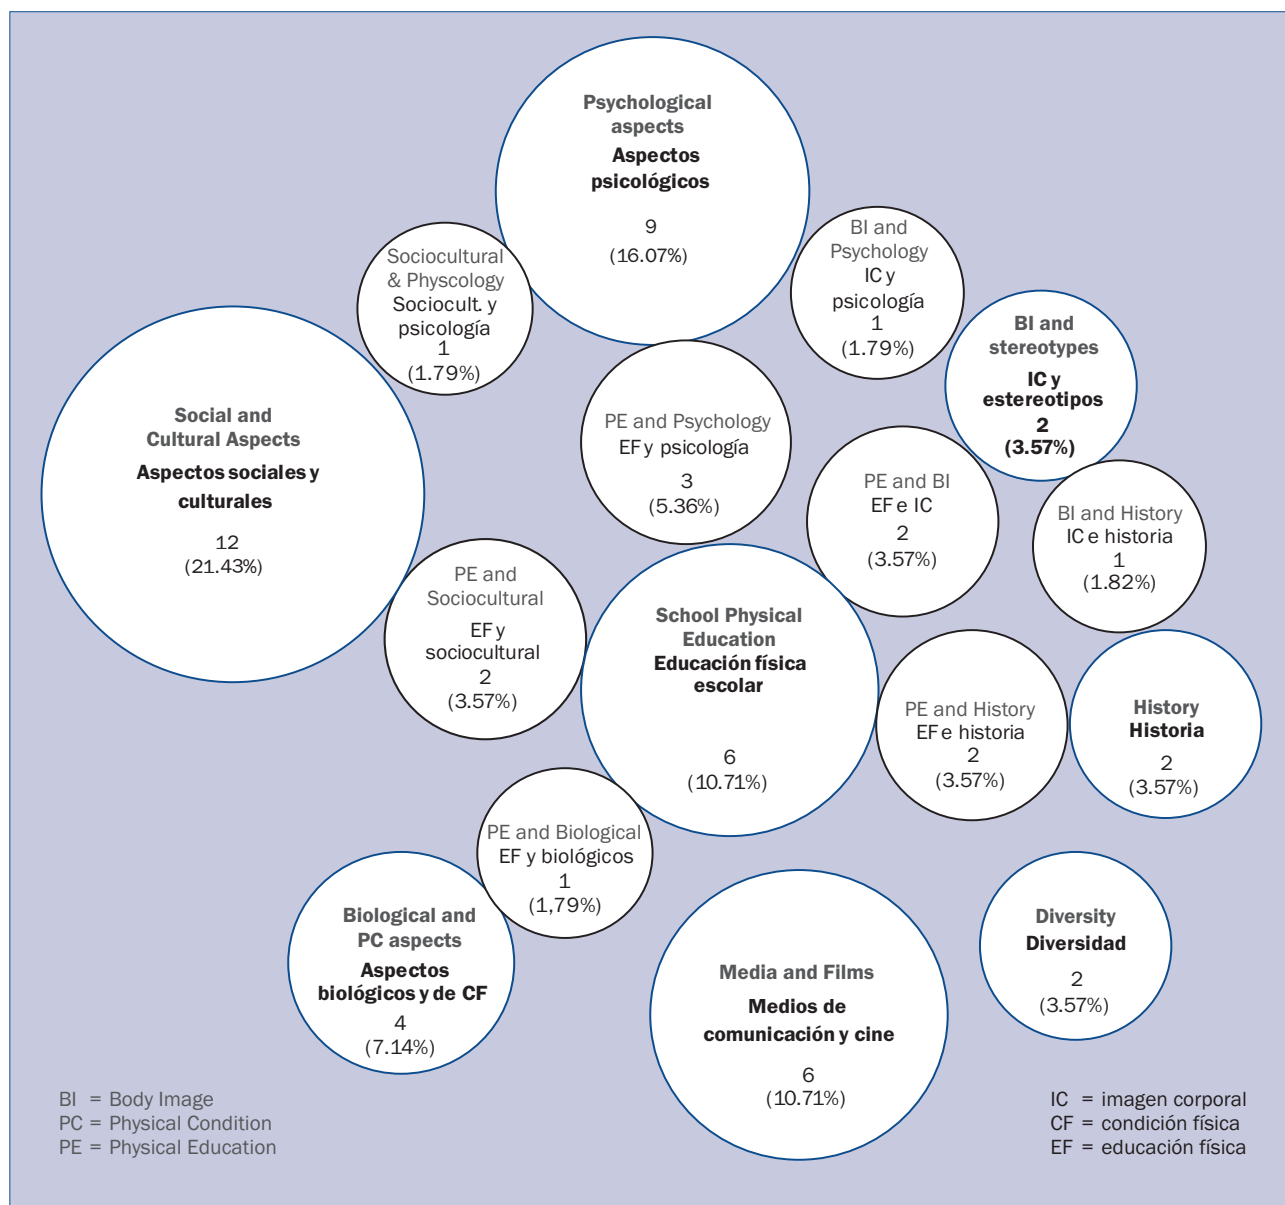 Psychological
aspects
Aspectos
psicológicos
9
(16.07%)
Sociocultural
& Physcology
Sociocult. y
psicología
1
(1.79%)
BI and
Psychology
IC y
psicología
1
(1.79%)
BI and
stereotypes
IC y
estereotipos
2
(3.57%)
Social and
Cultural Aspects
Aspectos sociales y
culturales
12
(21.43%)
PE and Psychology
EF y psicología
3
(5.36%)
PE and BI
EF e IC
2
(3.57%)
BI and History
IC e historia
1
(1.82%)
PE and
Sociocultural
EF y
sociocultural
2
(3.57%)
School Physical
Education
Educación física
escolar
6
(10.71%)
PE and History
EF e historia
2
(3.57%)
History
Historia
2
(3.57%)
PE and Biological
EF y biológicos
1
(1,79%)
Biological and
PC aspects
Aspectos
biológicos y de CF
4
(7.14%)
Media and Films
Medios de
comunicación y cine
6
(10.71%)
Diversity
Diversidad
2
(3.57%)
BI = Body Image
PC = Physical Condition
PE = Physical Education
IC = imagen corporal
CF = condición física
EF = educación física